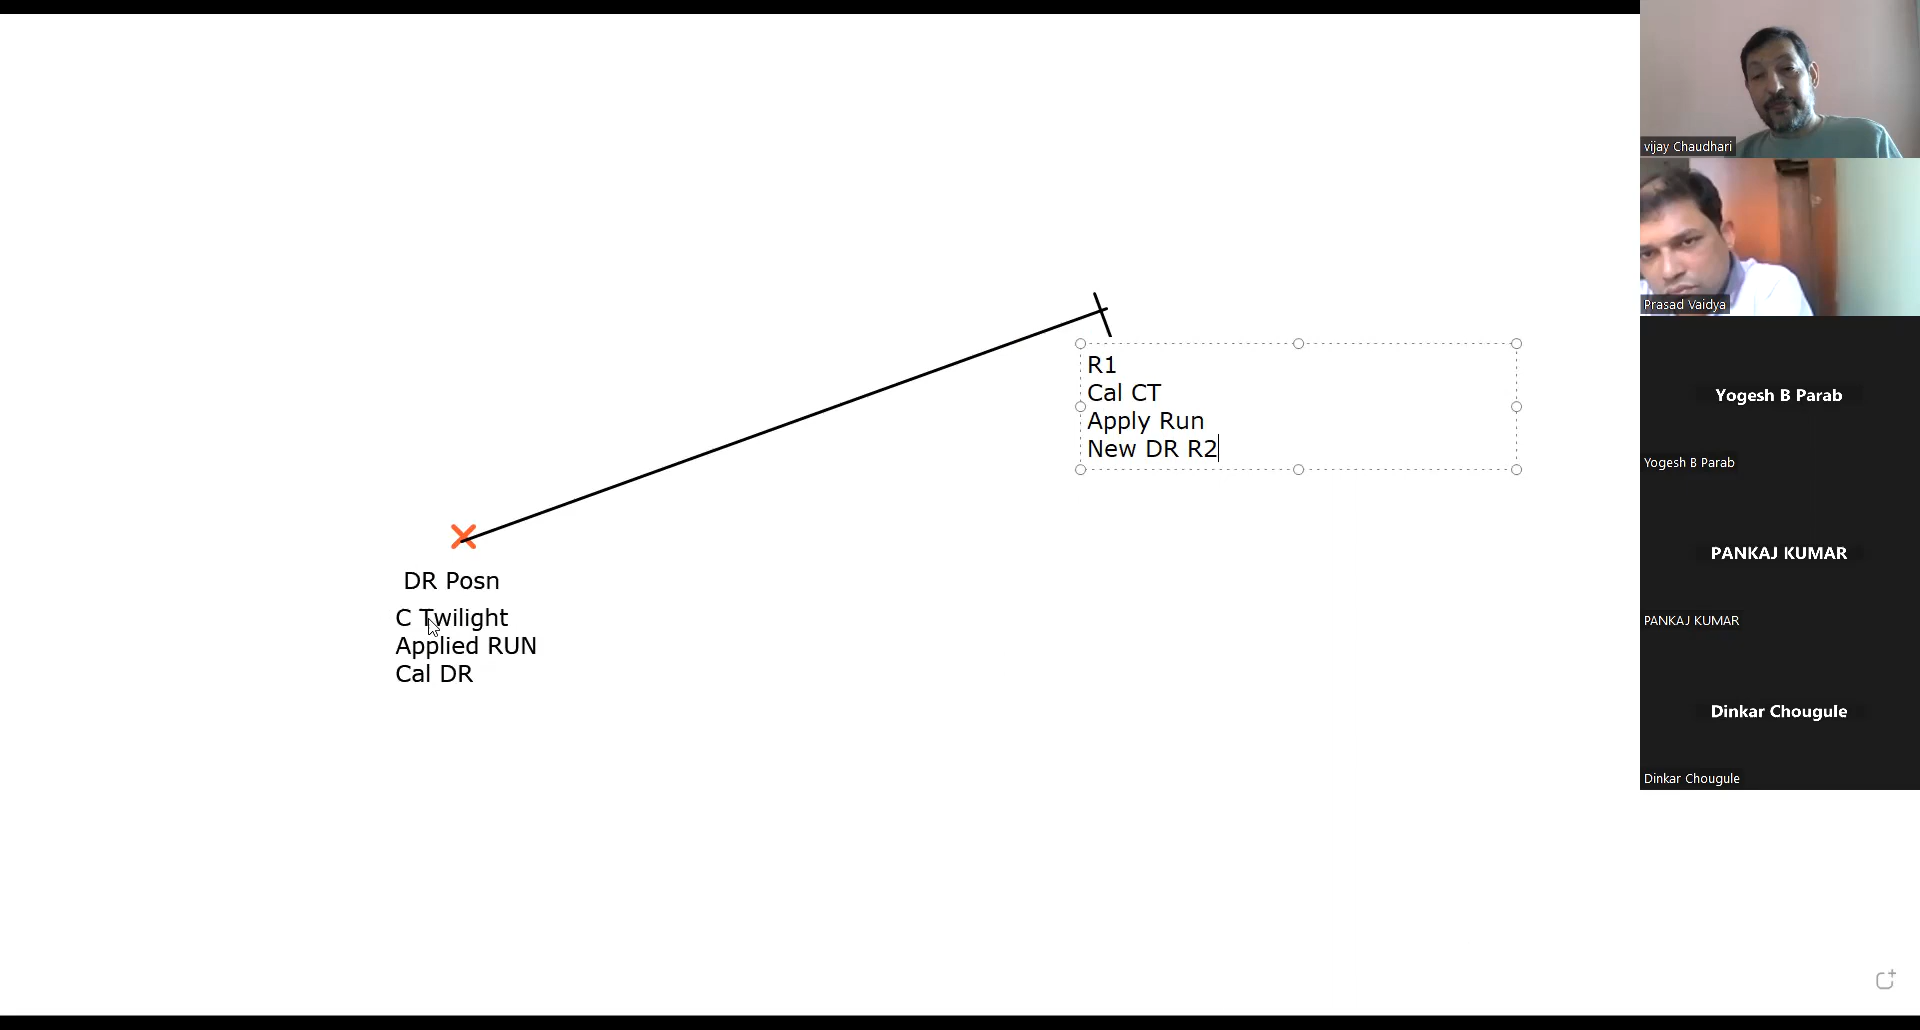 R1
Cal CT
Apply Run
New DR R2
DR Posn
C Twilight
Applied RUN
Cal DR
vijay Chaudhari
Prasad Vaidya
Yogesh B Parab
Yogesh B Parab
PANKAJ KUMAR
PANKAJ KUMAR
Dinkar Chougule
Dinkar Chougule